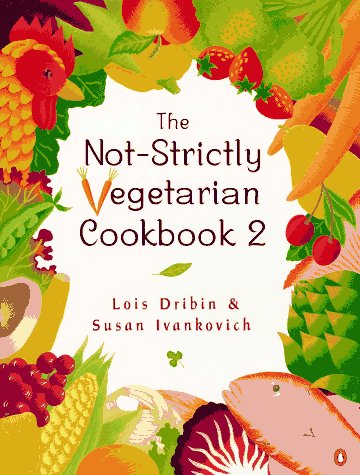 The
Not-Strictly
Vegetarian
Cookbook 2
Lois Dribin &
Susan Ivankovich